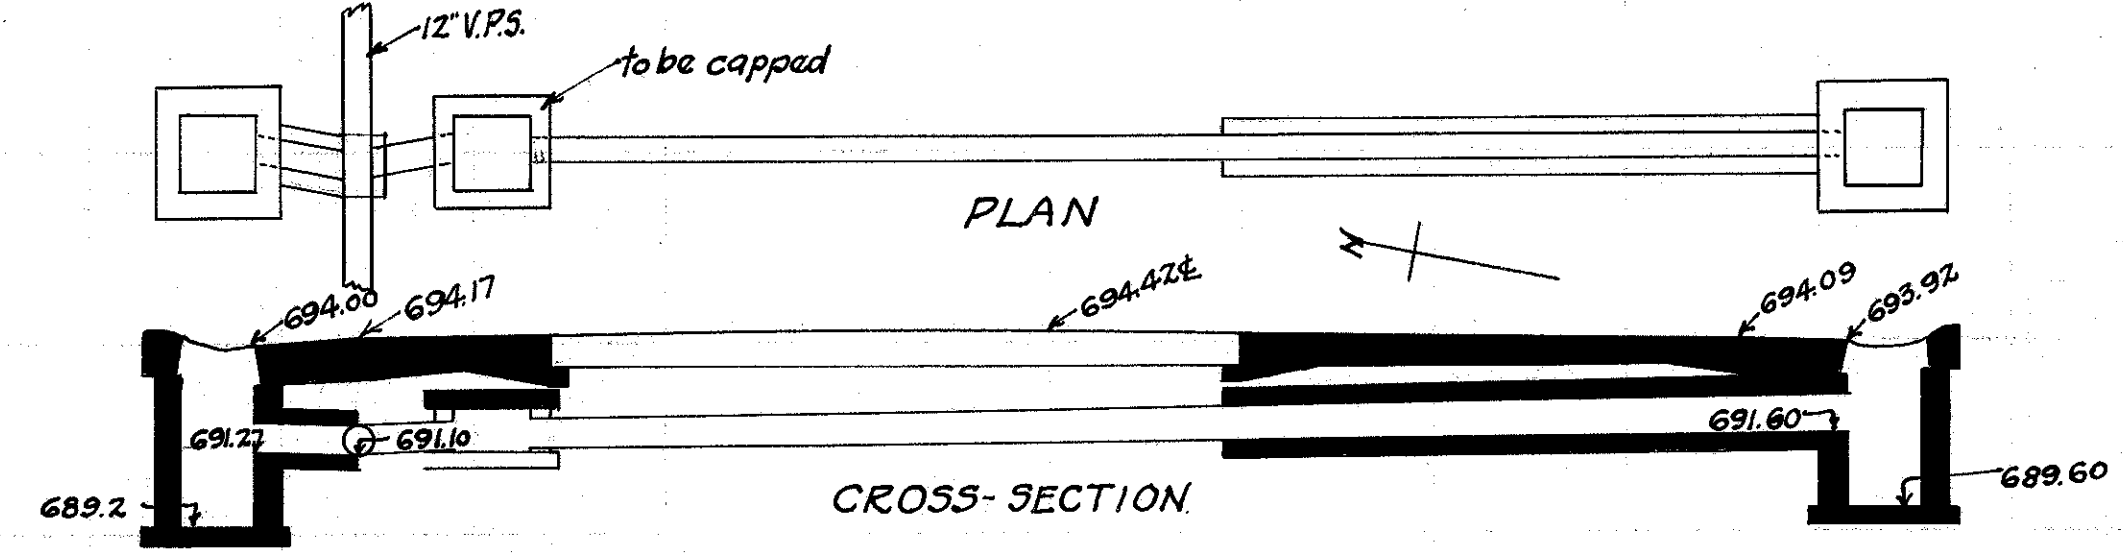 12" V.P.S.
to be capped
PLAN
N
694.00
694.17
694.42 ℄
694.09
693.92
691.27
691.10
691.60
689.2
689.60
CROSS-SECTION